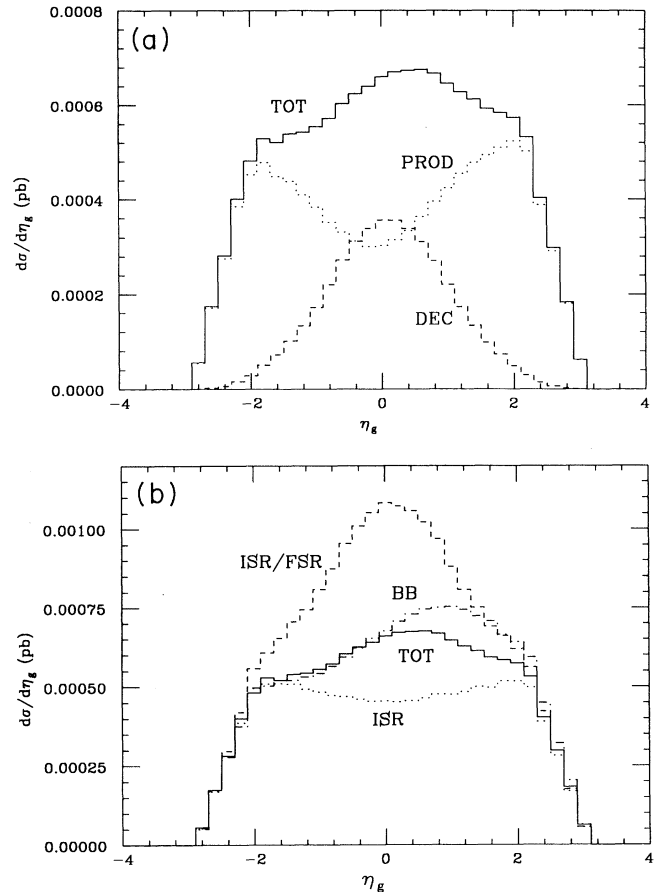 (a)
0.0008
0.0006
0.0004
0.0002
0.0000
dσ/dη_g (pb)
TOT
PROD
DEC
−4
−2
0
2
4
η_g
(b)
0.00100
0.00075
0.00050
0.00025
0.00000
dσ/dη_g (pb)
ISR/FSR
BB
TOT
ISR
−4
−2
0
2
4
η_g